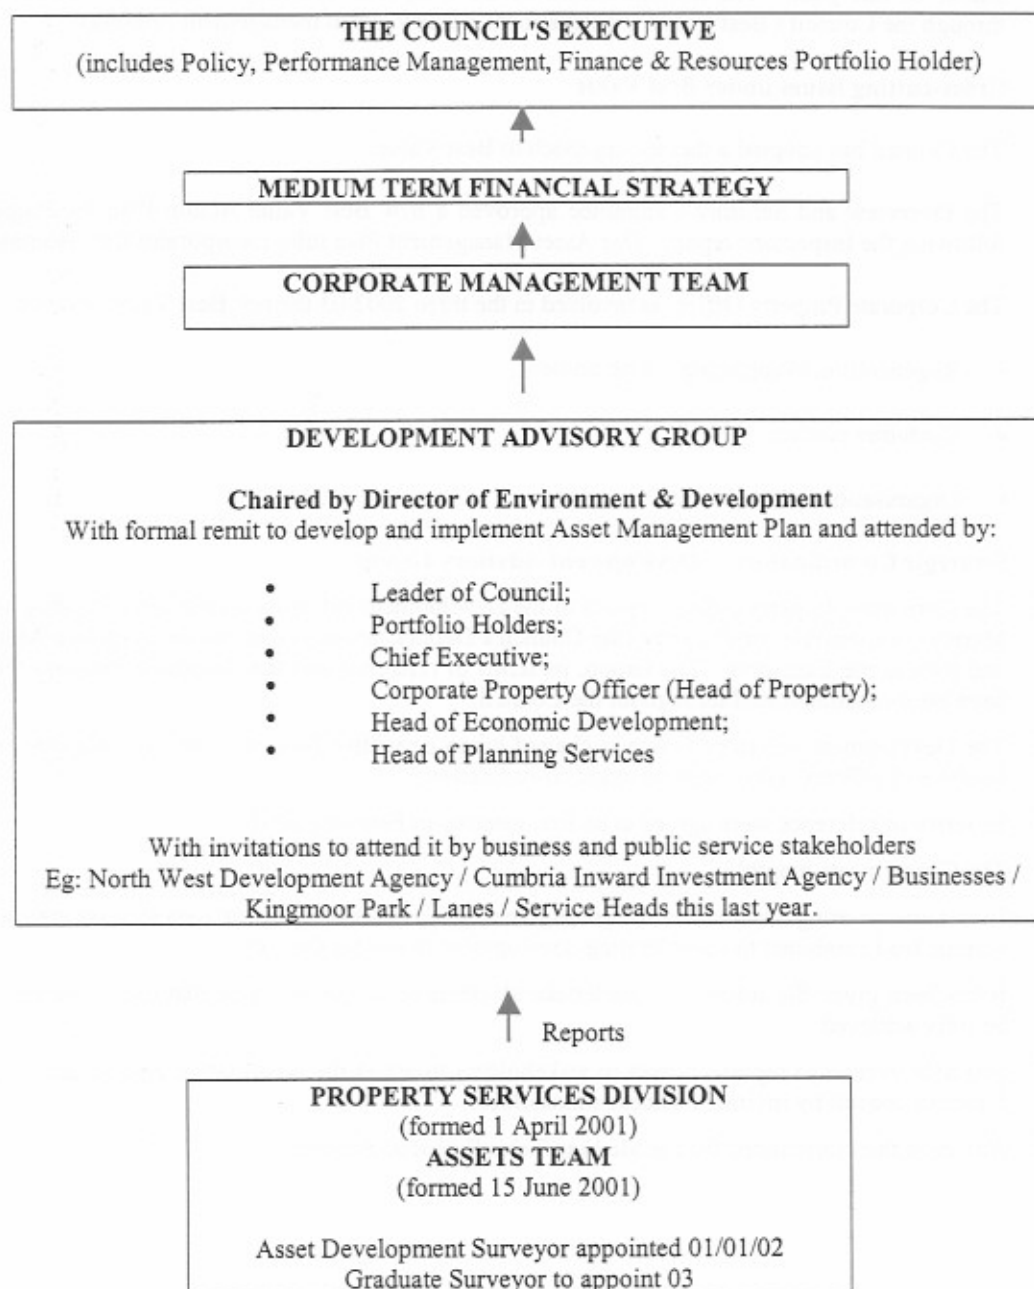 THE COUNCIL'S EXECUTIVE
(includes Policy, Performance Management, Finance & Resources Portfolio Holder)
MEDIUM TERM FINANCIAL STRATEGY
CORPORATE MANAGEMENT TEAM
DEVELOPMENT ADVISORY GROUP
Chaired by Director of Environment & Development
With formal remit to develop and implement Asset Management Plan and attended by:
• Leader of Council;
• Portfolio Holders;
• Chief Executive;
• Corporate Property Officer (Head of Property);
• Head of Economic Development;
• Head of Planning Services
With invitations to attend it by business and public service stakeholders
Eg: North West Development Agency / Cumbria Inward Investment Agency / Businesses /
Kingmoor Park / Lanes / Service Heads this last year.
Reports
PROPERTY SERVICES DIVISION
(formed 1 April 2001)
ASSETS TEAM
(formed 15 June 2001)
Asset Development Surveyor appointed 01/01/02
Graduate Surveyor to appoint 03